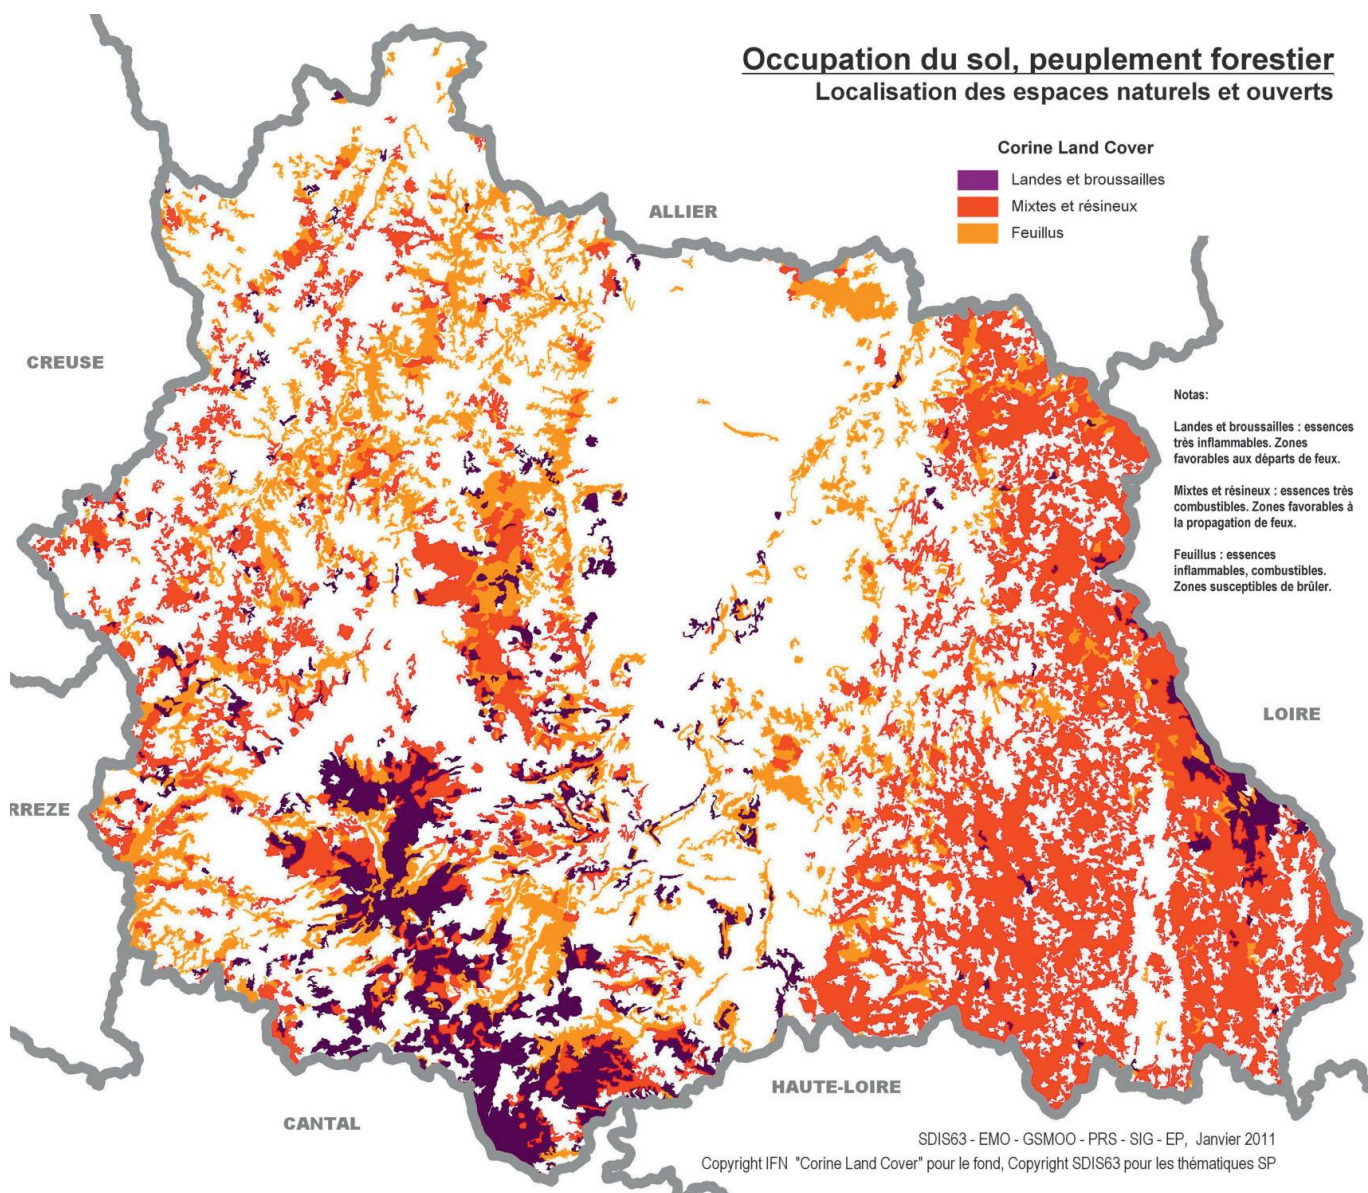 Occupation du sol, peuplement forestier
Localisation des espaces naturels et ouverts
Corine Land Cover
Landes et broussailles
Mixtes et résineux
Feuillus
ALLIER
CREUSE
Notas:
Landes et broussailles : essences
très inflammables. Zones
favorables aux départs de feux.
Mixtes et résineux : essences très
combustibles. Zones favorables à
la propagation de feux.
Feuillus : essences
inflammables, combustibles.
Zones susceptibles de brûler.
LOIRE
RREZE
HAUTE-LOIRE
CANTAL
SDIS63 - EMO - GSMOO - PRS - SIG - EP, Janvier 2011
Copyright IFN "Corine Land Cover" pour le fond, Copyright SDIS63 pour les thématiques SP